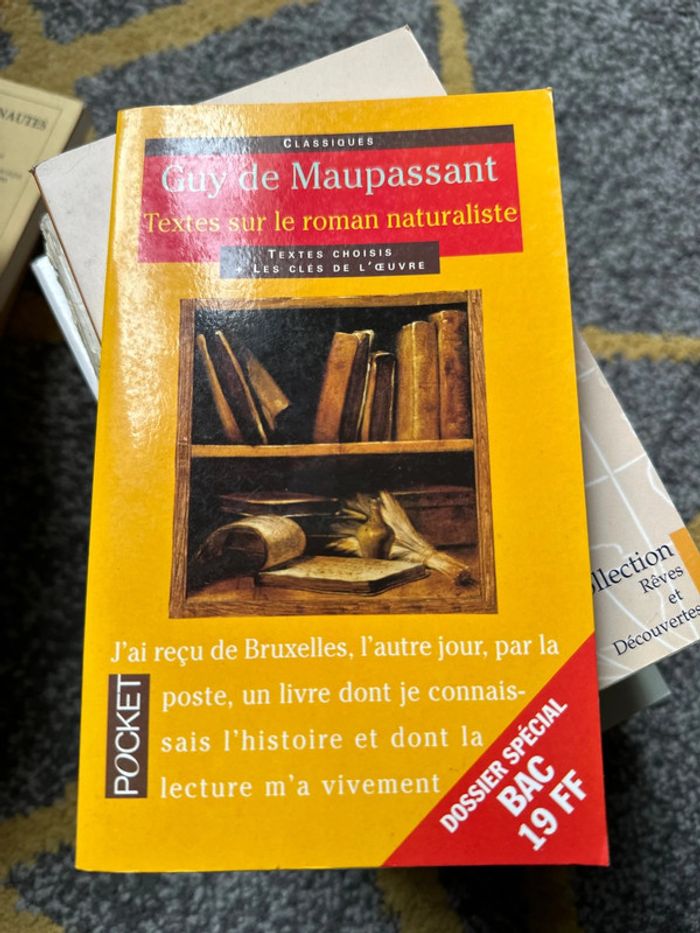 NAUTES
CLASSIQUES
Guy de Maupassant
Textes sur le roman naturaliste
TEXTES CHOISIS
+ LES CLÉS DE L'ŒUVRE
J'ai reçu de Bruxelles, l'autre jour, par la
poste, un livre dont je connais-
sais l'histoire et dont la
lecture m'a vivement
POCKET
DOSSIER SPÉCIAL
BAC
19 FF
ollection
Rêves
et
Découvertes